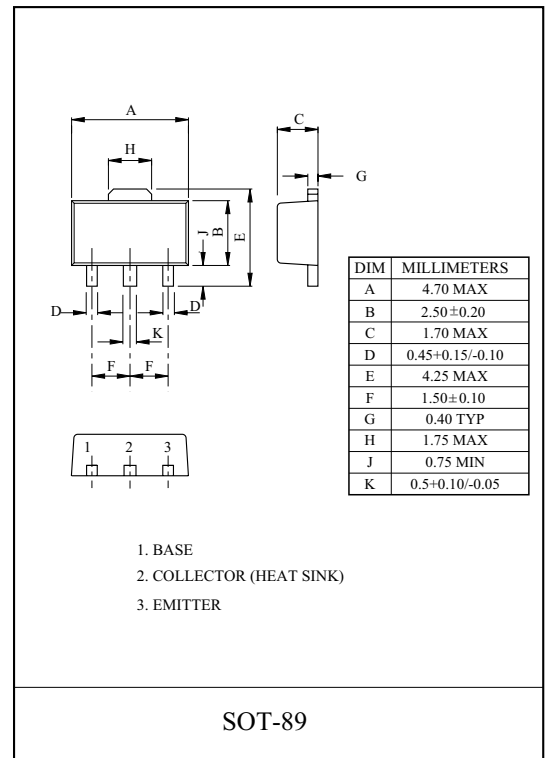 A
H
C
G
J
B
E
D
D
K
F
F
DIM MILLIMETERS
A 4.70 MAX
B 2.50±0.20
C 1.70 MAX
D 0.45+0.15/-0.10
E 4.25 MAX
F 1.50±0.10
G 0.40 TYP
H 1.75 MAX
J 0.75 MIN
K 0.5+0.10/-0.05
1 2 3
1. BASE
2. COLLECTOR (HEAT SINK)
3. EMITTER
SOT-89